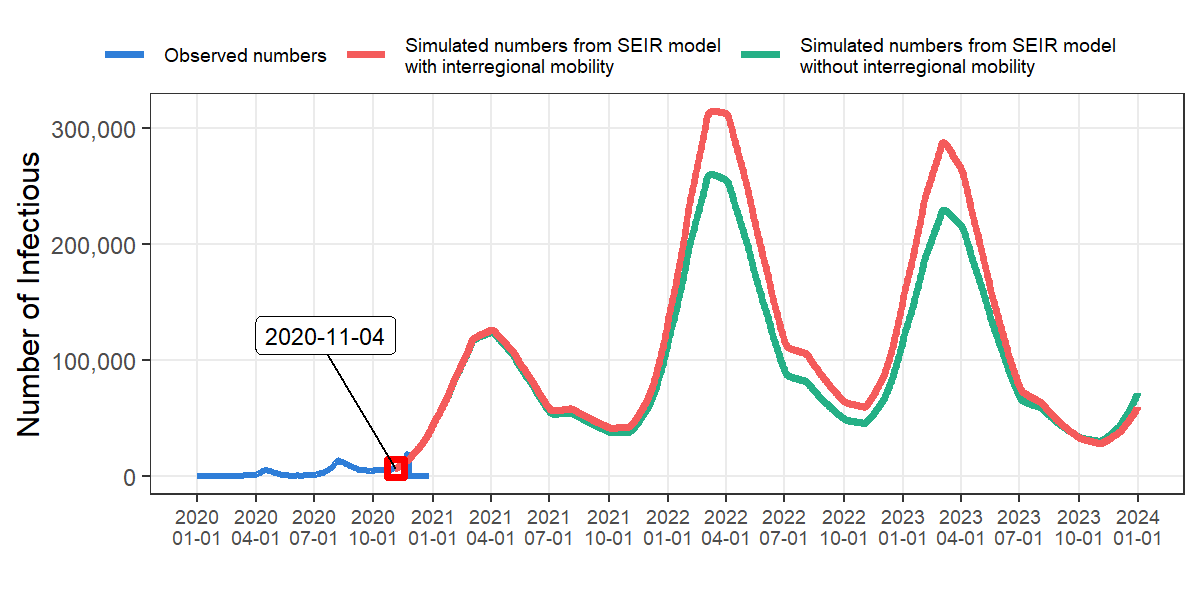 Observed numbers
Simulated numbers from SEIR model
with interregional mobility
Simulated numbers from SEIR model
without interregional mobility
Number of Infectious
300,000
200,000
100,000
0
2020-11-04
2020 2020 2020 2020 2021 2021 2021 2021 2022 2022 2022 2022 2023 2023 2023 2023 2024
01-01 04-01 07-01 10-01 01-01 04-01 07-01 10-01 01-01 04-01 07-01 10-01 01-01 04-01 07-01 10-01 01-01